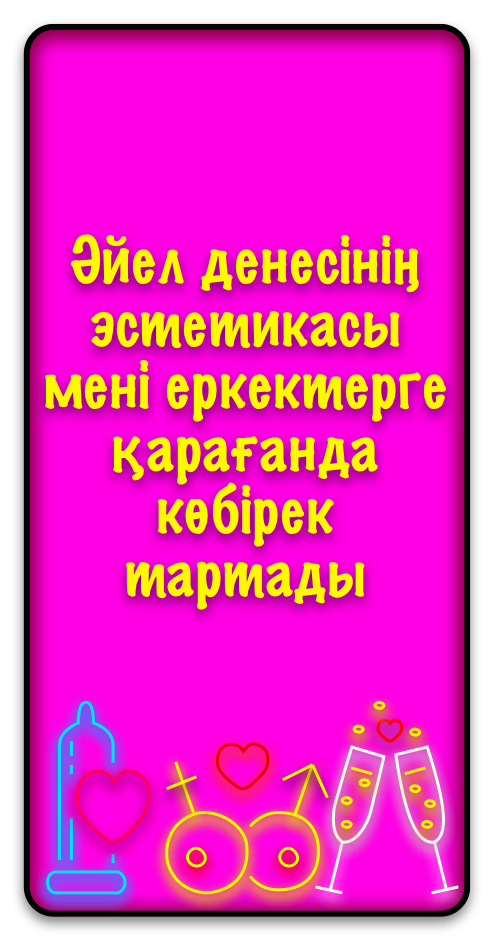 Әйел денесінің
эстетикасы
мені еркектерге
қарағанда
көбірек
тартады